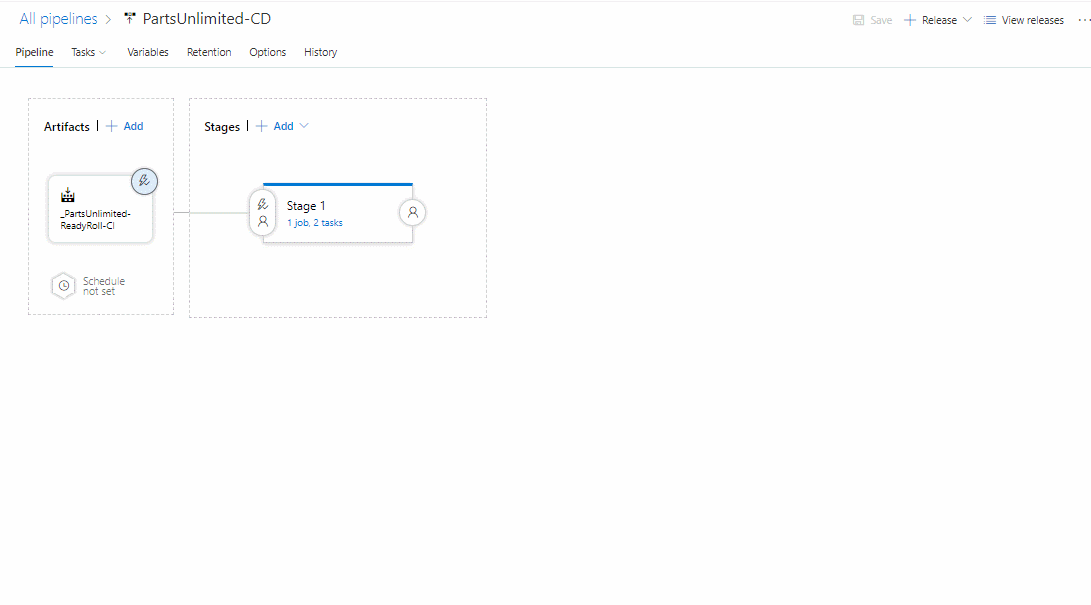 All pipelines > PartsUnlimited-CD
Save Release View releases ...
Pipeline Tasks Variables Retention Options History
Artifacts | + Add
Stages | + Add
_PartsUnlimited-
ReadyRoll-CI
Stage 1
1 job, 2 tasks
Schedule
not set